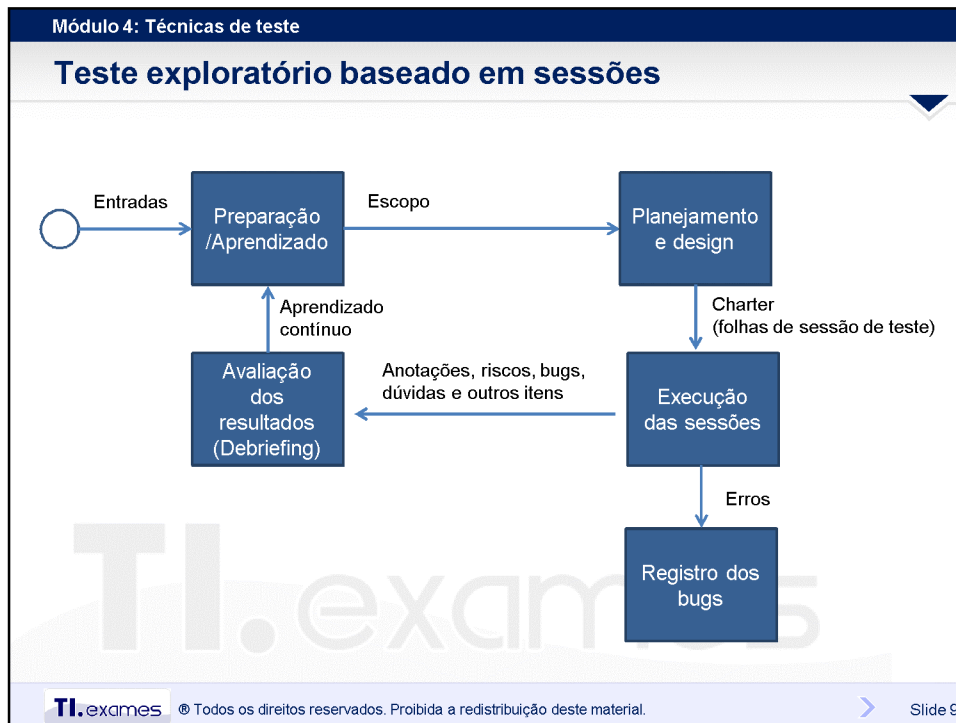 Módulo 4: Técnicas de teste
Teste exploratório baseado em sessões
Entradas
Preparação
/Aprendizado
Escopo
Planejamento
e design
Charter
(folhas de sessão de teste)
Aprendizado
contínuo
Avaliação
dos
resultados
(Debriefing)
Anotações, riscos, bugs,
dúvidas e outros itens
Execução
das sessões
Erros
Registro dos
bugs
TI.exames
TI.exames ® Todos os direitos reservados. Proibida a redistribuição deste material. Slide 9